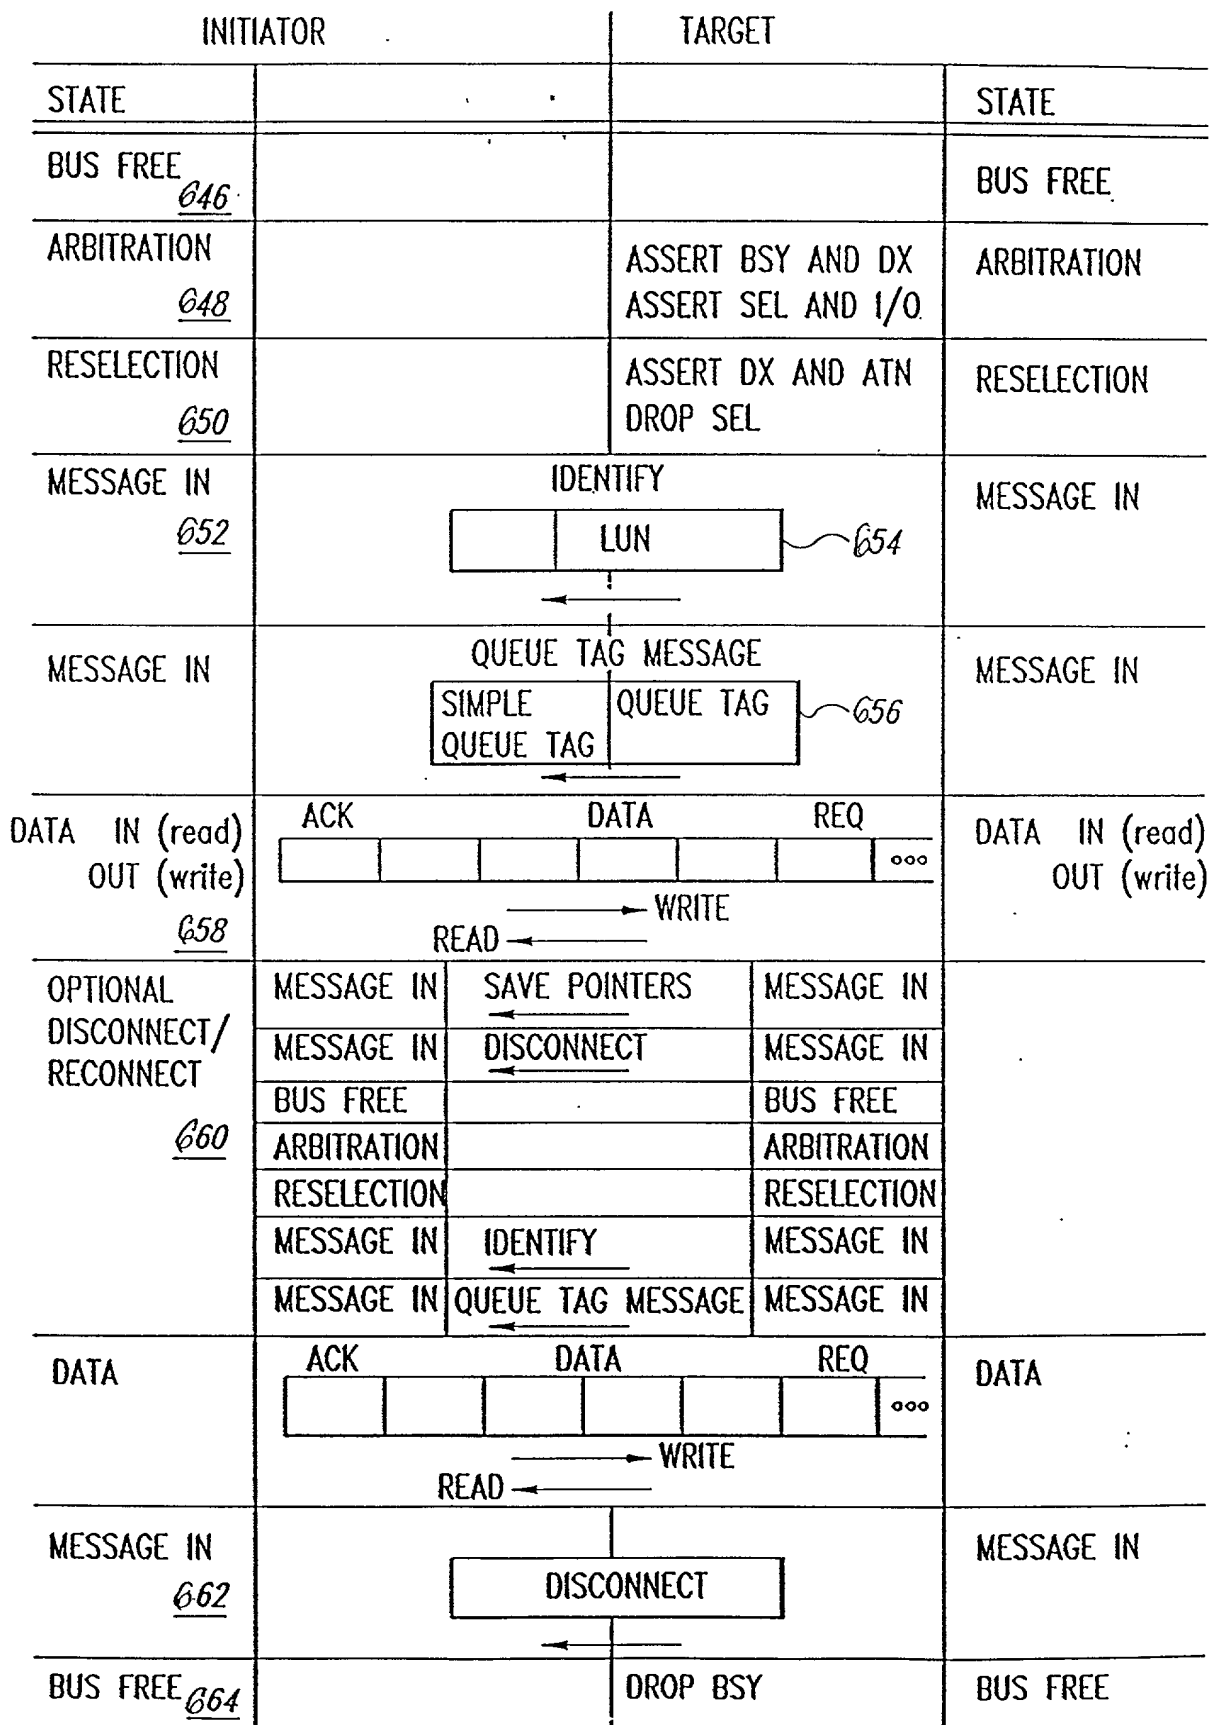 INITIATOR TARGET
STATE STATE
BUS FREE BUS FREE
646
ARBITRATION ASSERT BSY AND DX ARBITRATION
648 ASSERT SEL AND I/O
RESELECTION ASSERT DX AND ATN RESELECTION
650 DROP SEL
MESSAGE IN IDENTIFY MESSAGE IN
652 LUN 654
MESSAGE IN QUEUE TAG MESSAGE MESSAGE IN
SIMPLE QUEUE TAG 656
QUEUE TAG
DATA IN (read) ACK DATA REQ DATA IN (read)
OUT (write) ooo OUT (write)
658 WRITE
READ
OPTIONAL MESSAGE IN SAVE POINTERS MESSAGE IN
DISCONNECT/ MESSAGE IN DISCONNECT MESSAGE IN
RECONNECT
BUS FREE BUS FREE
660 ARBITRATION ARBITRATION
RESELECTION RESELECTION
MESSAGE IN IDENTIFY MESSAGE IN
MESSAGE IN QUEUE TAG MESSAGE MESSAGE IN
DATA ACK DATA REQ DATA
ooo
WRITE
READ
MESSAGE IN MESSAGE IN
662 DISCONNECT
BUS FREE 664 DROP BSY BUS FREE